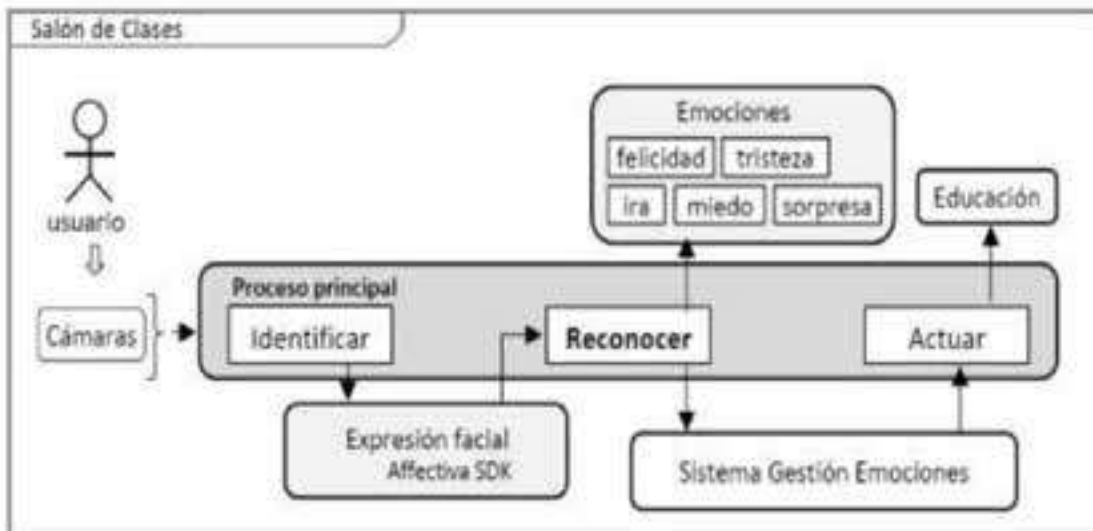 Salón de Clases
Emociones
felicidad
tristeza
ira
miedo
sorpresa
Educación
usuario
Proceso principal
Cámaras
Identificar
Reconocer
Actuar
Expresión facial
Affectiva SDK
Sistema Gestión Emociones